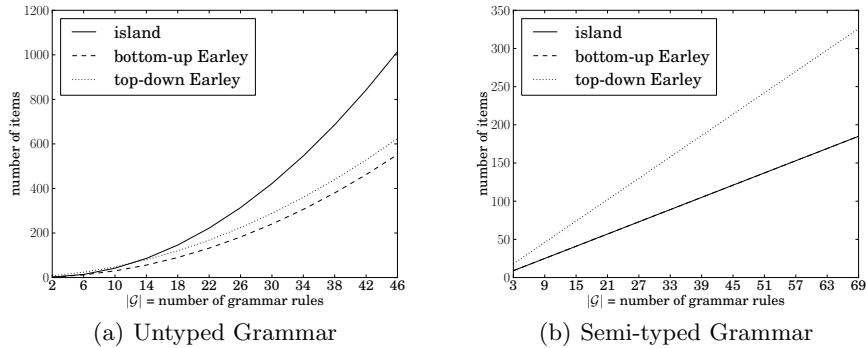 1200
1000
800
600
400
200
0
number of items
island
bottom-up Earley
top-down Earley
2 6 10 14 18 22 26 30 34 38 42 46
|𝒢| = number of grammar rules
(a) Untyped Grammar
350
300
250
200
150
100
50
0
number of items
island
bottom-up Earley
top-down Earley
3 9 15 21 27 33 39 45 51 57 63 69
|𝒢| = number of grammar rules
(b) Semi-typed Grammar